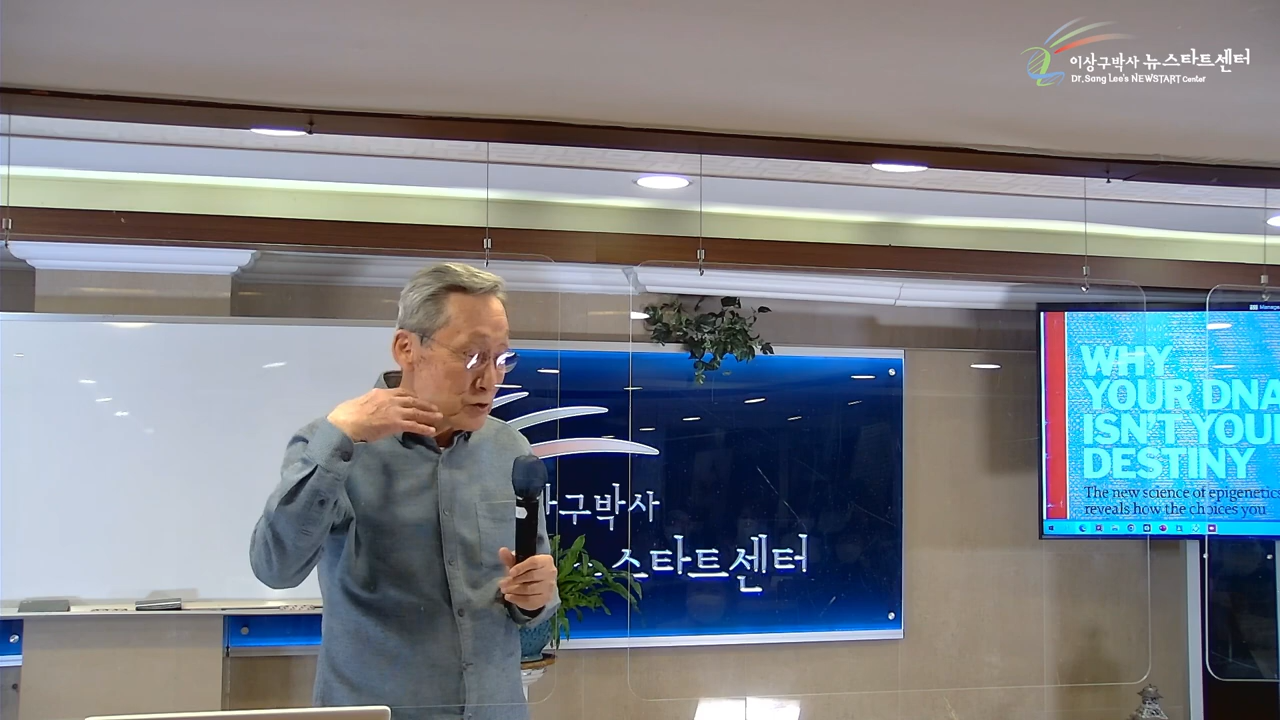 이상구박사 뉴스타트센터
Dr. Sang Lee's NEWSTART Center
구박사
스타트센터
WHY
YOUR DNA
ISN'T YOUR
DESTINY
The new science of epigenetics
reveals how the choices you